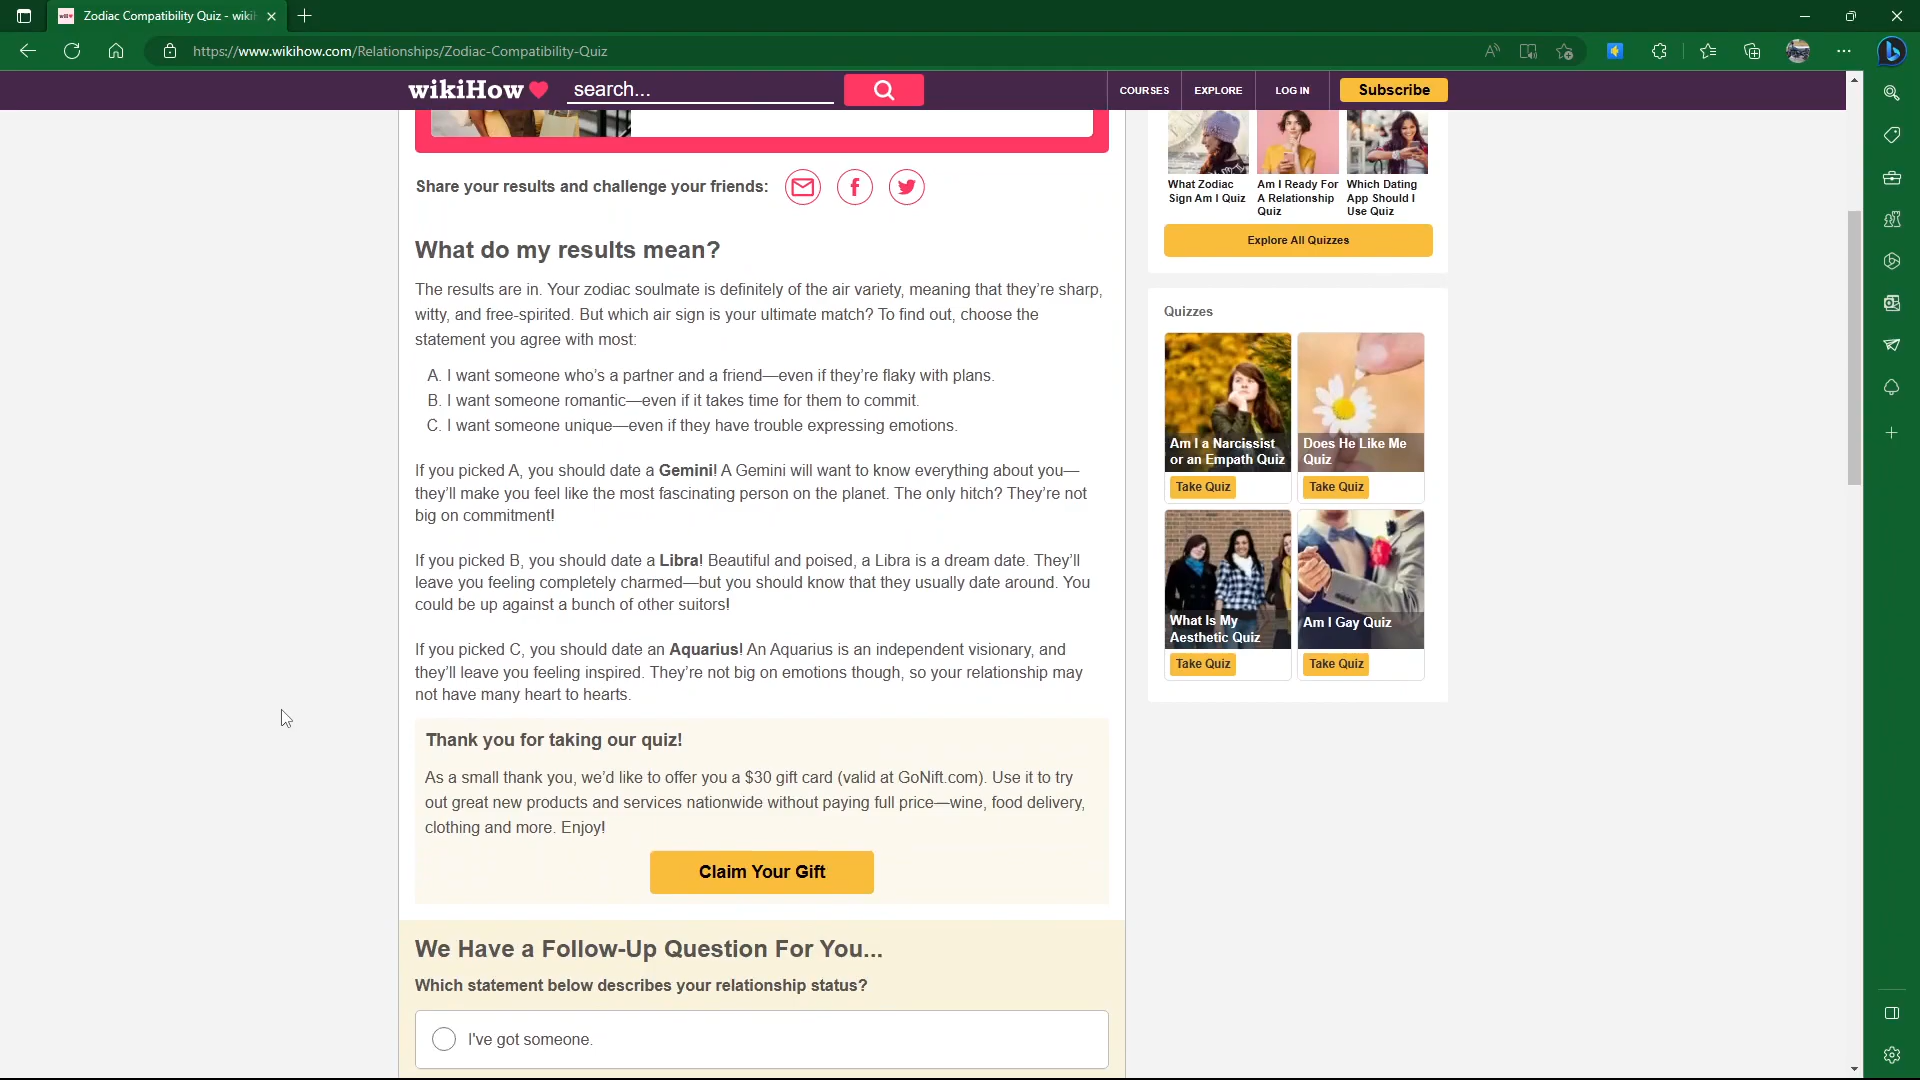 Zodiac Compatibility Quiz - wiki
https://www.wikihow.com/Relationships/Zodiac-Compatibility-Quiz
wikiHow
search...
COURSES
EXPLORE
LOG IN
Subscribe
Share your results and challenge your friends:
What do my results mean?
The results are in. Your zodiac soulmate is definitely of the air variety, meaning that they’re sharp,
witty, and free-spirited. But which air sign is your ultimate match? To find out, choose the
statement you agree with most:
A. I want someone who’s a partner and a friend—even if they’re flaky with plans.
B. I want someone romantic—even if it takes time for them to commit.
C. I want someone unique—even if they have trouble expressing emotions.
If you picked A, you should date a Gemini! A Gemini will want to know everything about you—
they’ll make you feel like the most fascinating person on the planet. The only hitch? They’re not
big on commitment!
If you picked B, you should date a Libra! Beautiful and poised, a Libra is a dream date. They’ll
leave you feeling completely charmed—but you should know that they usually date around. You
could be up against a bunch of other suitors!
If you picked C, you should date an Aquarius! An Aquarius is an independent visionary, and
they’ll leave you feeling inspired. They’re not big on emotions though, so your relationship may
not have many heart to hearts.
Thank you for taking our quiz!
As a small thank you, we’d like to offer you a $30 gift card (valid at GoNift.com). Use it to try
out great new products and services nationwide without paying full price—wine, food delivery,
clothing and more. Enjoy!
Claim Your Gift
We Have a Follow-Up Question For You...
Which statement below describes your relationship status?
I've got someone.
What Zodiac
Sign Am I Quiz
Am I Ready For
A Relationship
Quiz
Which Dating
App Should I
Use Quiz
Explore All Quizzes
Quizzes
Am I a Narcissist
or an Empath Quiz
Take Quiz
Does He Like Me
Quiz
Take Quiz
What Is My
Aesthetic Quiz
Take Quiz
Am I Gay Quiz
Take Quiz